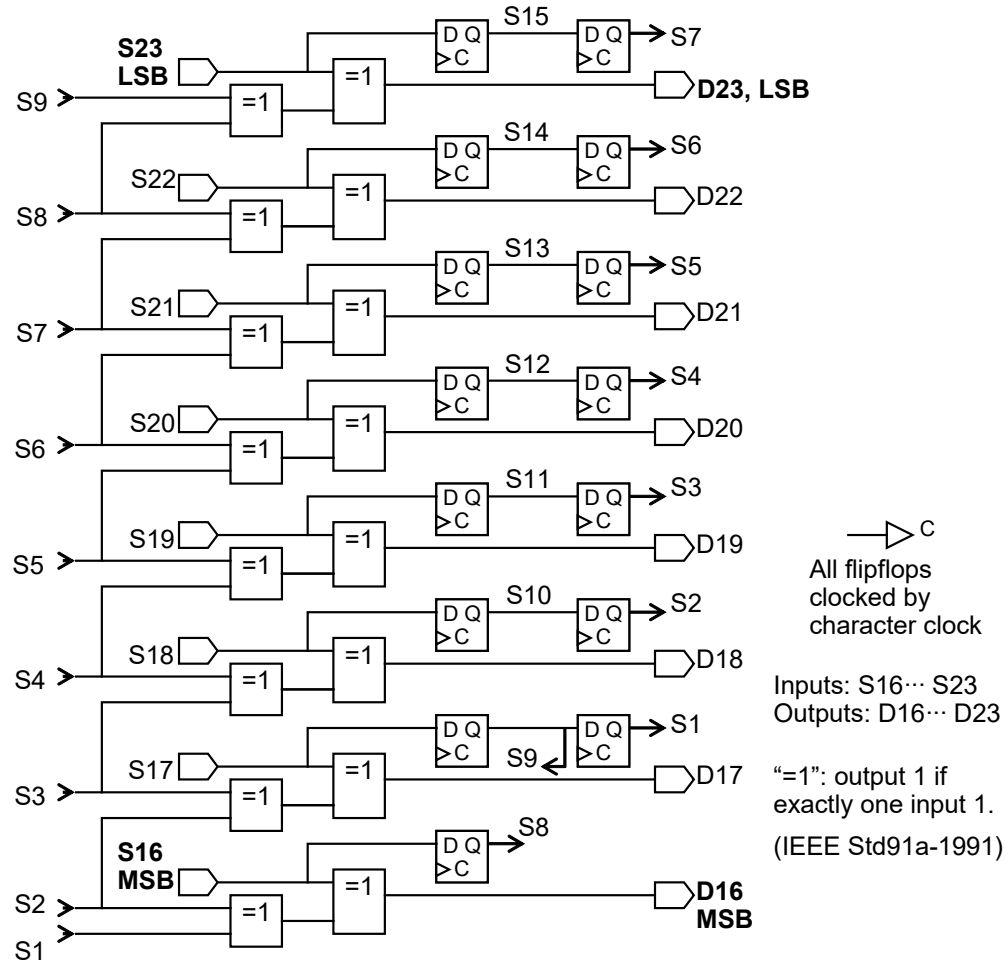 S15
S7
S23
LSB
D Q
C
D Q
C
=1
D23, LSB
S9
=1
S14
S6
D Q
C
D Q
C
S22
=1
D22
S8
=1
S13
S5
D Q
C
D Q
C
S21
=1
D21
S7
=1
S12
S4
D Q
C
D Q
C
S20
=1
D20
S6
=1
S11
S3
D Q
C
D Q
C
S19
=1
D19
S5
=1
S10
S2
D Q
C
D Q
C
S18
=1
D18
S4
=1
S1
D Q
C
D Q
C
S9
S17
=1
D17
S3
=1
S8
D Q
C
S16
MSB
=1
D16
MSB
S2
=1
S1
C
All flipflops
clocked by
character clock
Inputs: S16··· S23
Outputs: D16··· D23
“=1”: output 1 if
exactly one input 1.
(IEEE Std91a-1991)